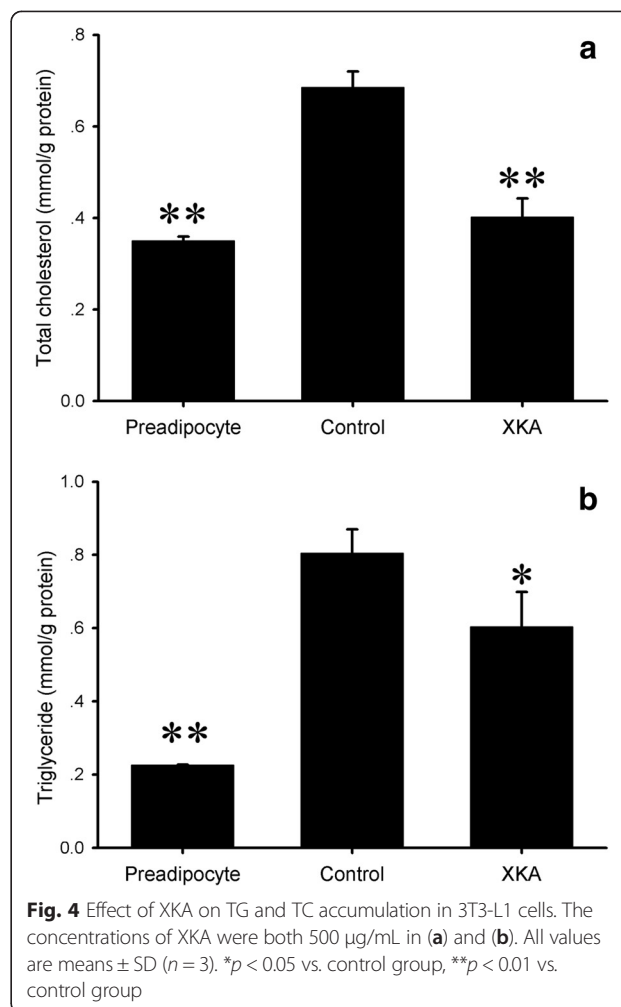 a
Total cholesterol (mmol/g protein)
.8
.6
.4
.2
0.0
**
**
Preadipocyte Control XKA
b
Triglyceride (mmol/g protein)
1.0
.8
.6
.4
.2
0.0
**
*
Preadipocyte Control XKA
Fig. 4 Effect of XKA on TG and TC accumulation in 3T3-L1 cells. The
concentrations of XKA were both 500 μg/mL in (a) and (b). All values
are means ± SD (n = 3). *p < 0.05 vs. control group, **p < 0.01 vs.
control group